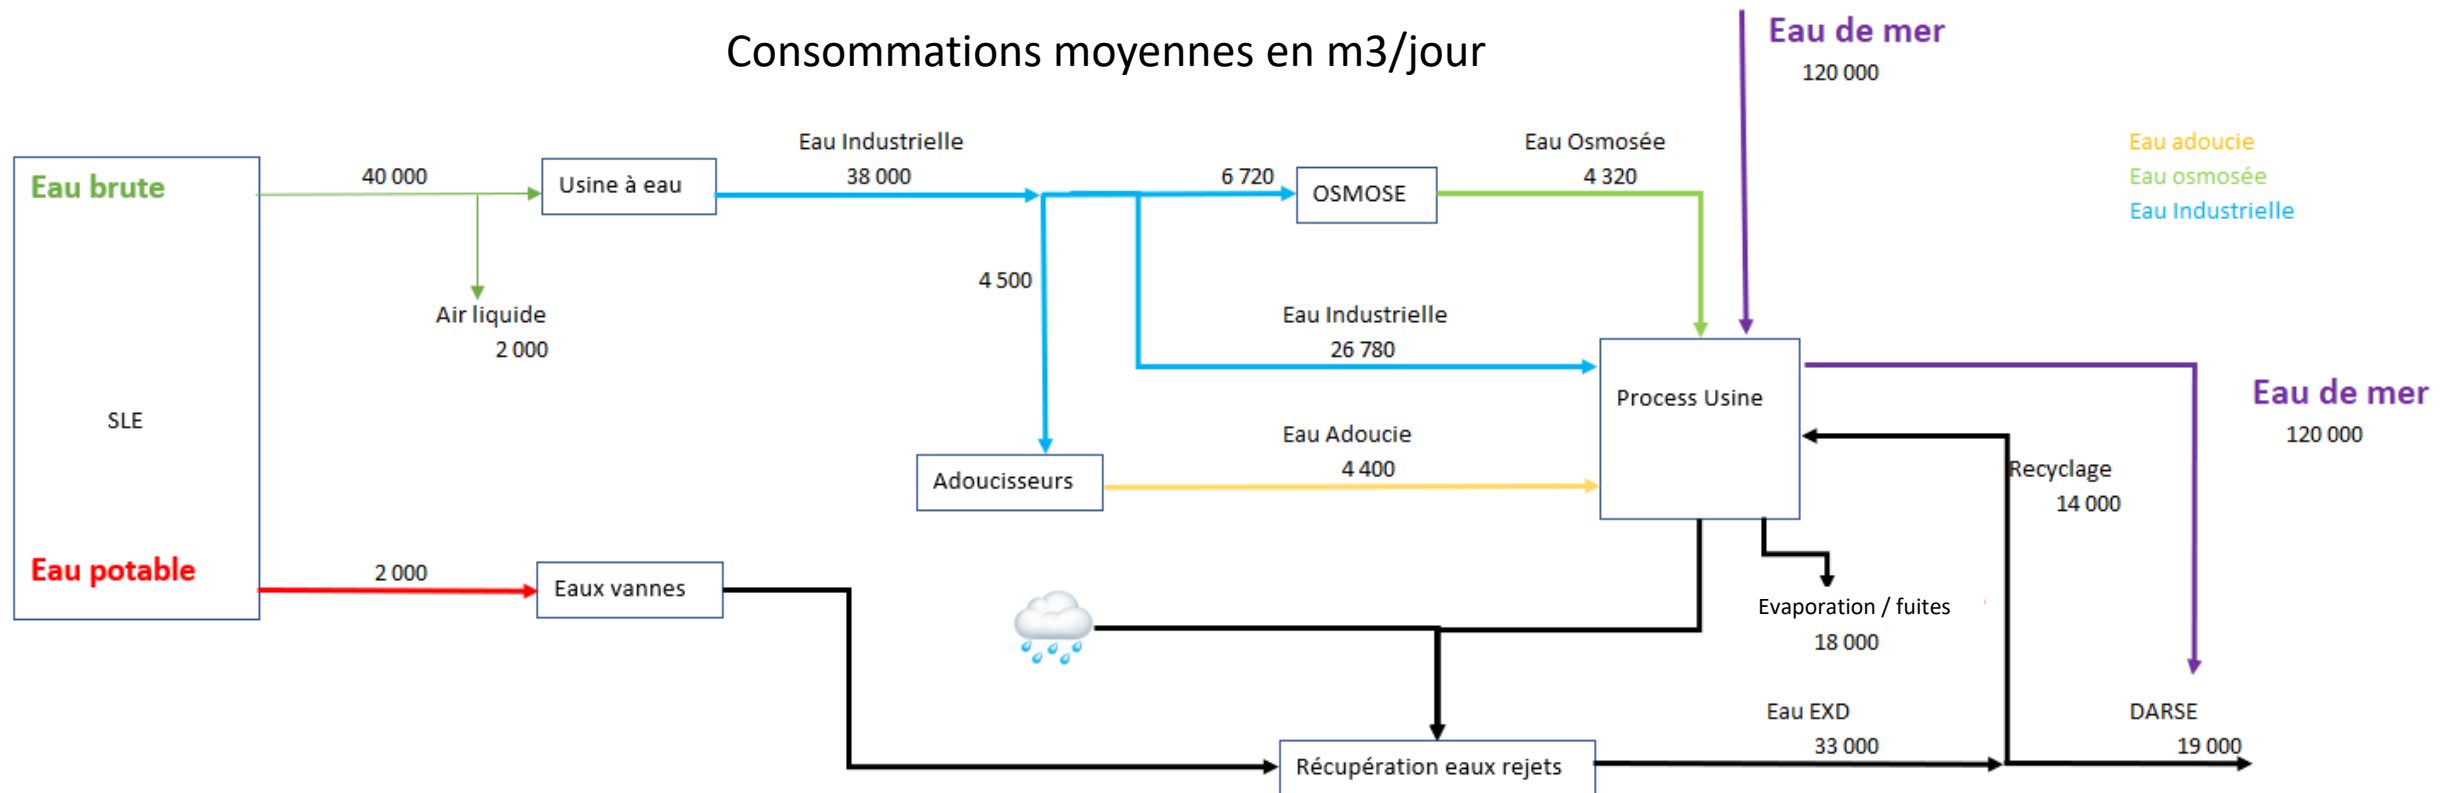 Consommations moyennes en m3/jour
Eau de mer
120 000
Eau brute
40 000
Usine à eau
Eau Industrielle
38 000
6 720
OSMOSE
Eau Osmosée
4 320
Eau adoucie
Eau osmosée
Eau Industrielle
Air liquide
2 000
4 500
Eau Industrielle
26 780
Process Usine
Eau de mer
120 000
SLE
Adoucisseurs
Eau Adoucie
4 400
Recyclage
14 000
Eau potable
2 000
Eaux vannes
Evaporation / fuites
18 000
Récupération eaux rejets
Eau EXD
33 000
DARSE
19 000